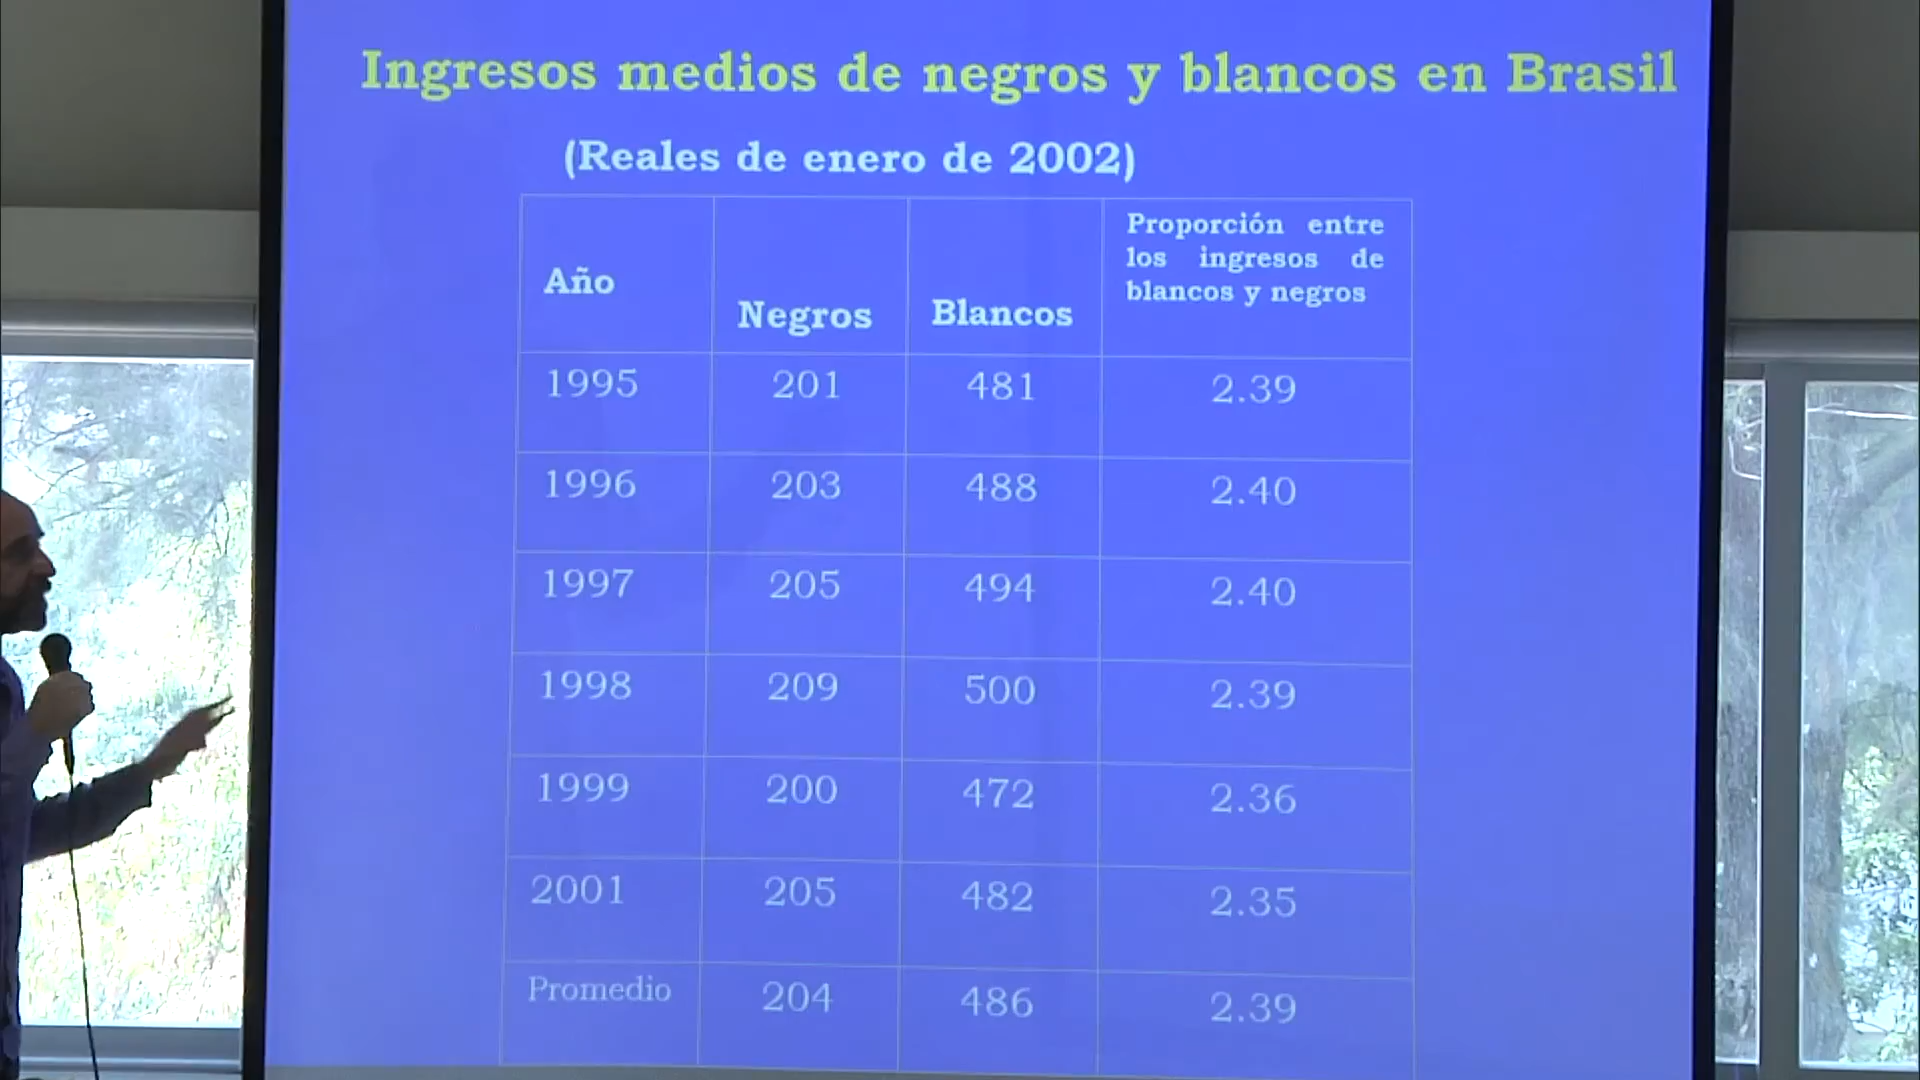 Ingresos medios de negros y blancos en Brasil
(Reales de enero de 2002)
Año Negros Blancos Proporción entre
los ingresos de
blancos y negros
1995 201 481 2.39
1996 203 488 2.40
1997 205 494 2.40
1998 209 500 2.39
1999 200 472 2.36
2001 205 482 2.35
Promedio 204 486 2.39